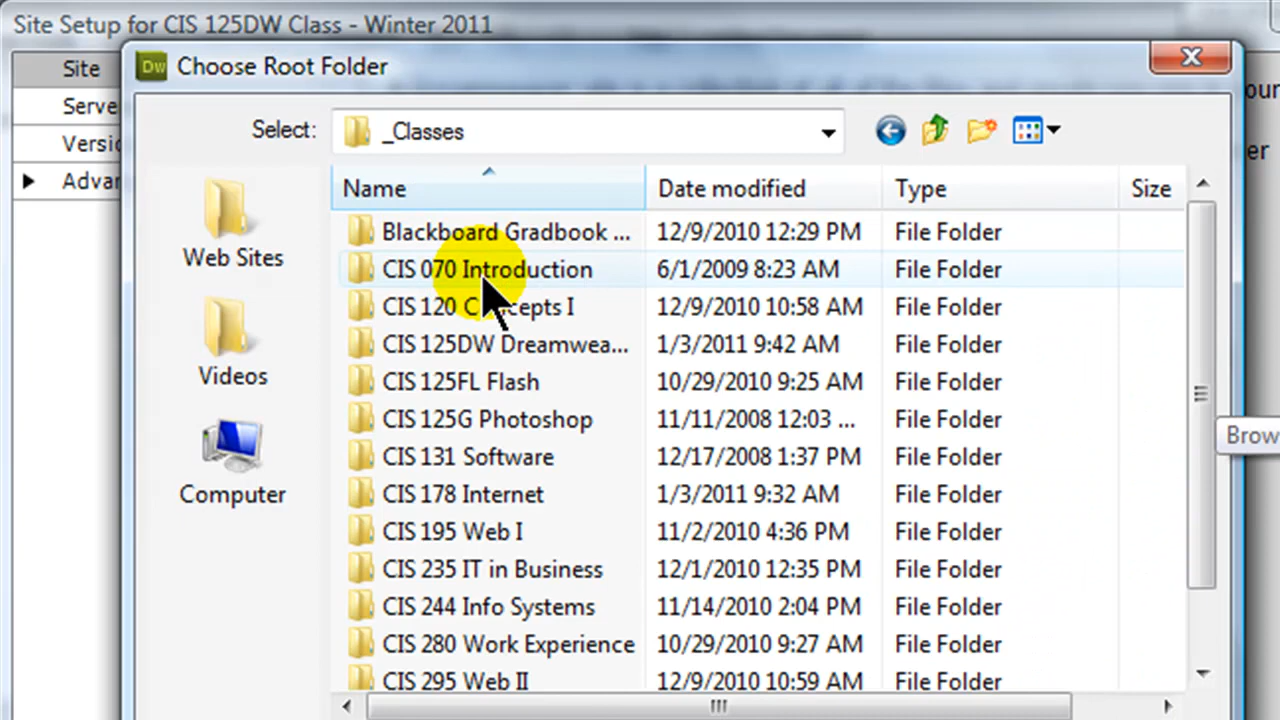 Site Setup for CIS 125DW Class - Winter 2011
Site
Dw Choose Root Folder
Select: _Classes
Name Date modified Type Size
Web Sites
Videos
Computer
Blackboard Gradbook ... 12/9/2010 12:29 PM File Folder
CIS 070 Introduction 6/1/2009 8:23 AM File Folder
CIS 120 Concepts I 12/9/2010 10:58 AM File Folder
CIS 125DW Dreamwea... 1/3/2011 9:42 AM File Folder
CIS 125FL Flash 10/29/2010 9:25 AM File Folder
CIS 125G Photoshop 11/11/2008 12:03 ... File Folder
CIS 131 Software 12/17/2008 1:37 PM File Folder
CIS 178 Internet 1/3/2011 9:32 AM File Folder
CIS 195 Web I 11/2/2010 4:36 PM File Folder
CIS 235 IT in Business 12/1/2010 12:35 PM File Folder
CIS 244 Info Systems 11/14/2010 2:04 PM File Folder
CIS 280 Work Experience 10/29/2010 9:27 AM File Folder
CIS 295 Web II 12/9/2010 10:59 AM File Folder